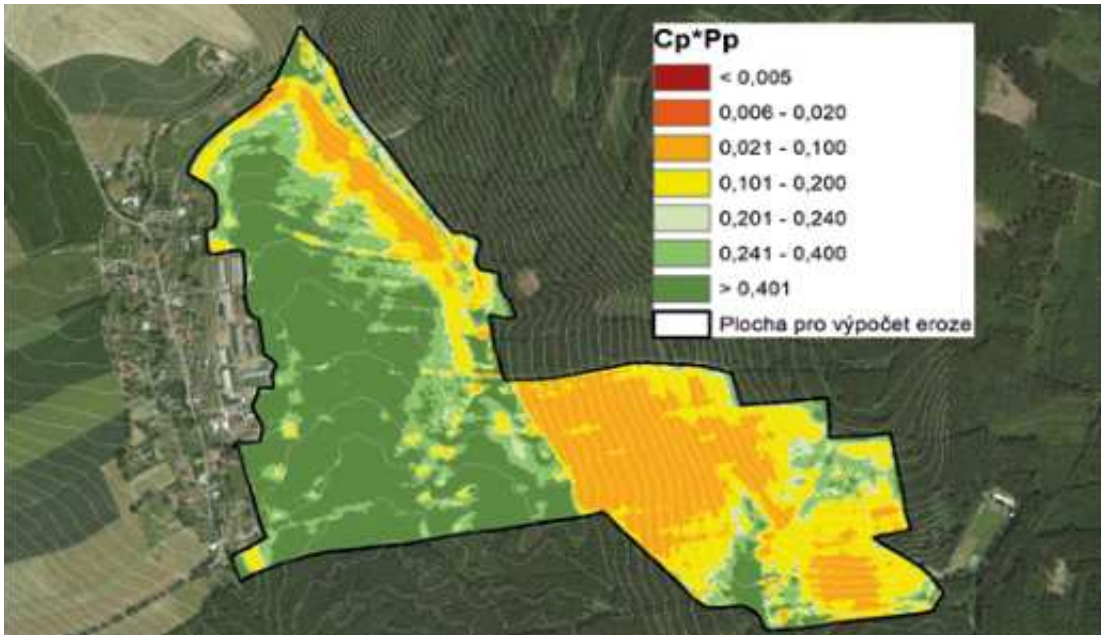 Cp*Pp
< 0,005
0,006 - 0,020
0,021 - 0,100
0,101 - 0,200
0,201 - 0,240
0,241 - 0,400
> 0,401
Plocha pro výpočet eroze